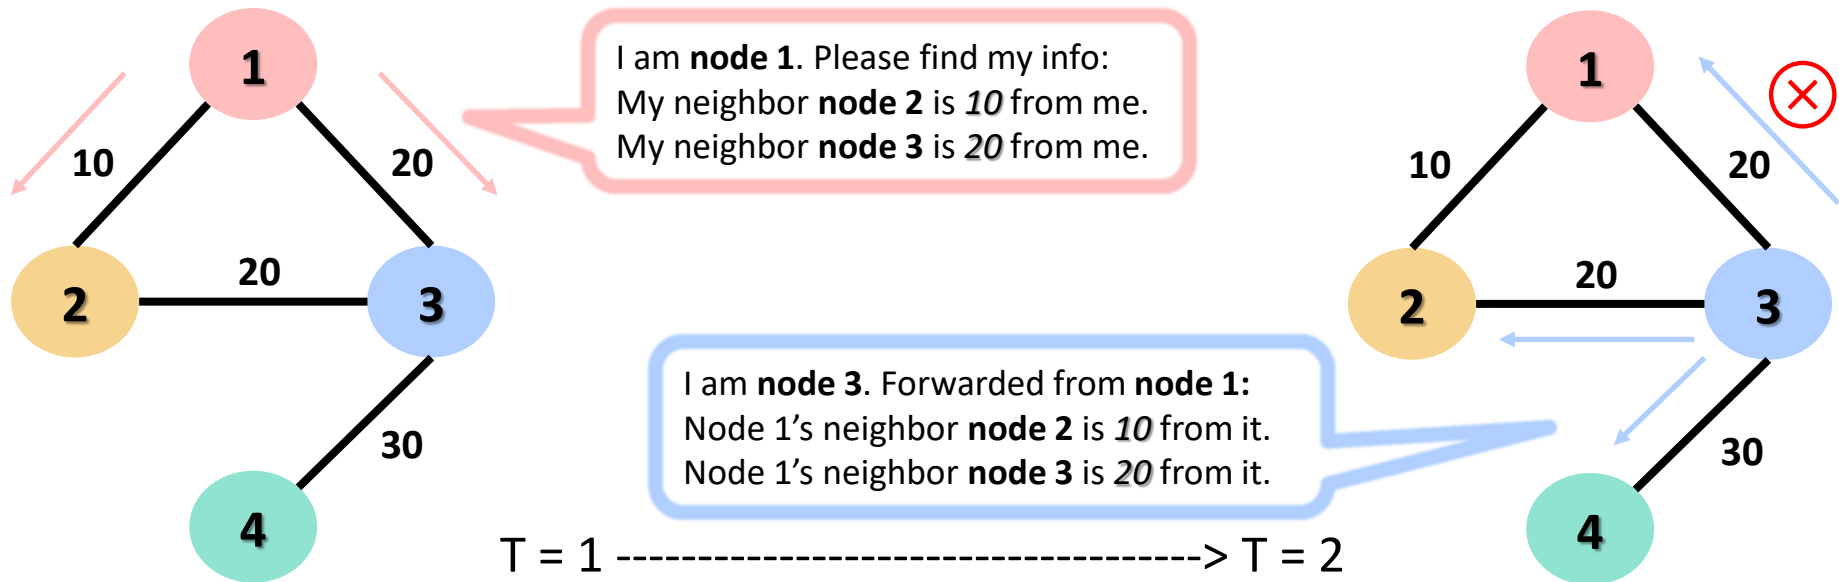 1
10
20
2
20
3
30
4
I am node 1. Please find my info:
My neighbor node 2 is 10 from me.
My neighbor node 3 is 20 from me.
I am node 3. Forwarded from node 1:
Node 1’s neighbor node 2 is 10 from it.
Node 1’s neighbor node 3 is 20 from it.
T = 1 ------------------------------------> T = 2
1
10
20
2
20
3
30
4